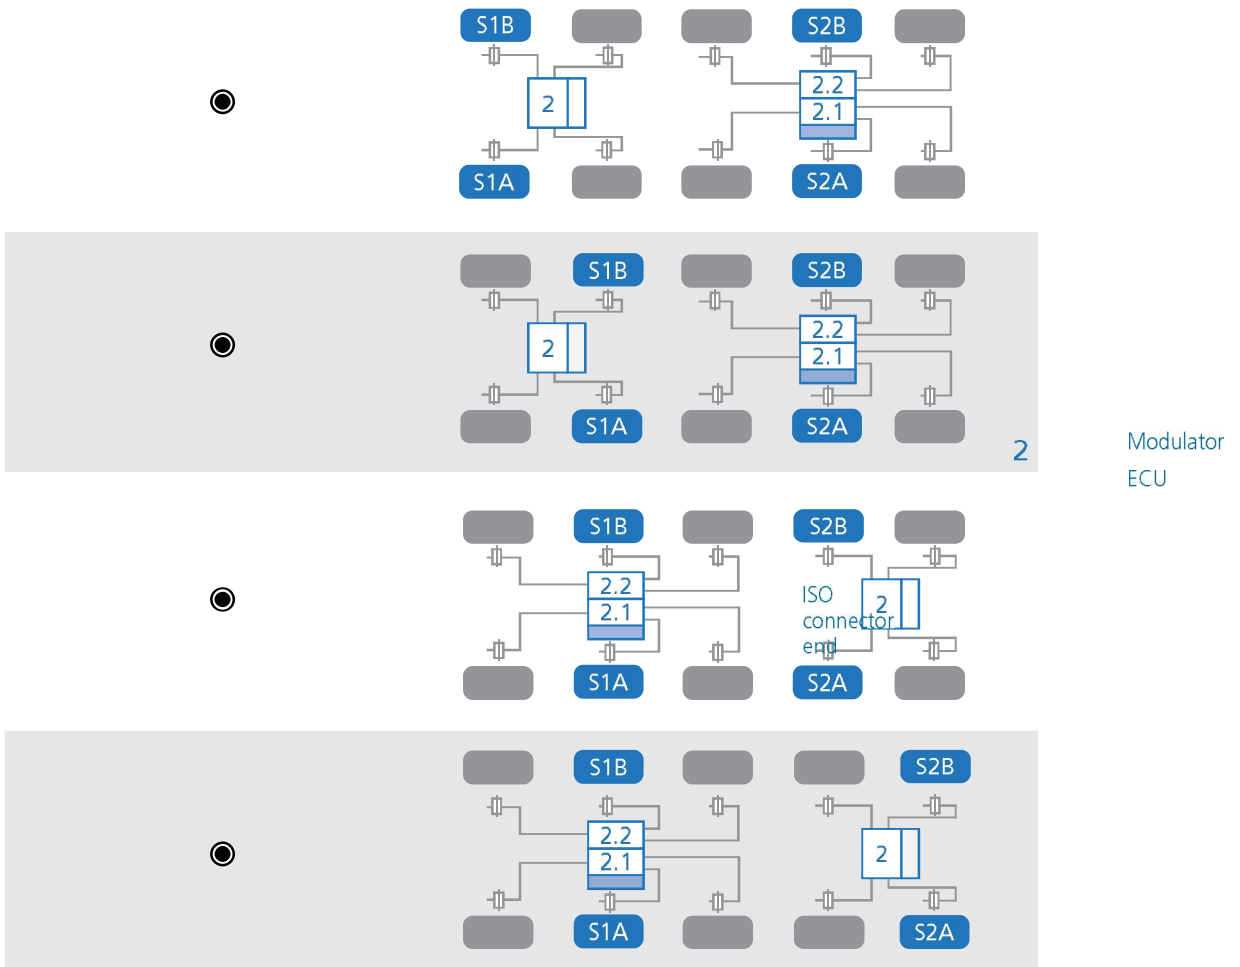 S1B S2B
2 2.2
2.1
S1A S2A
S1B S2B
2 2.2
2.1
S1A S2A
2
Modulator
ECU
S1B S2B
2.2 2
2.1
ISO
connector
end
S1A S2A
S1B S2B
2.2 2
2.1
S1A S2A